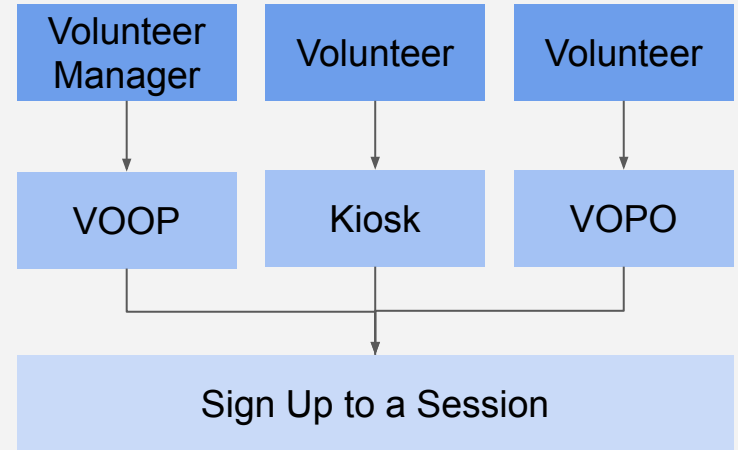 Volunteer
Manager
Volunteer
Volunteer
VOOP
Kiosk
VOPO
Sign Up to a Session